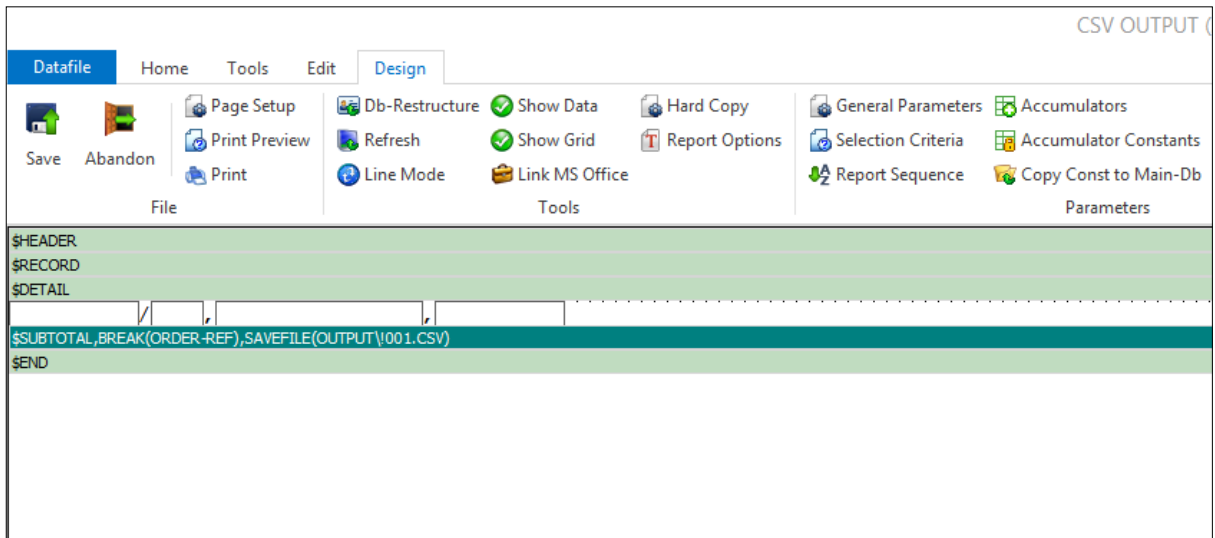 CSV OUTPUT (
Datafile Home Tools Edit Design
Save
Abandon
Page Setup
Print Preview
Print
File
Db-Restructure Show Data Hard Copy
Refresh Show Grid Report Options
Line Mode Link MS Office
Tools
General Parameters Accumulators
Selection Criteria Accumulator Constants
Report Sequence Copy Const to Main-Db
Parameters
$HEADER
$RECORD
$DETAIL
/ , ,
$SUBTOTAL,BREAK(ORDER-REF),SAVEFILE(OUTPUT\!001.CSV)
$END